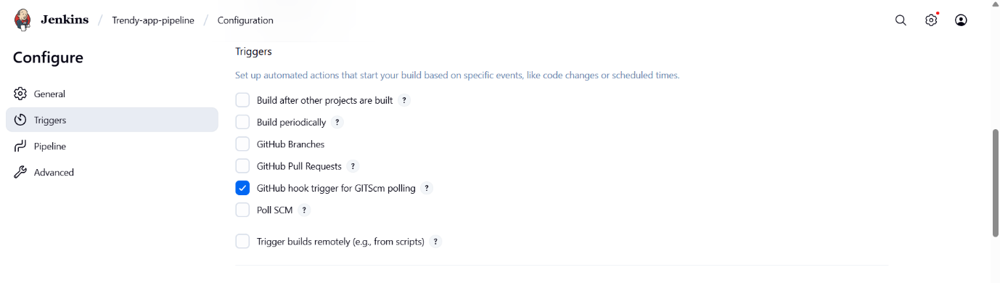 Jenkins / Trendy-app-pipeline / Configuration
Configure
General
Triggers
Pipeline
Advanced
Triggers
Set up automated actions that start your build based on specific events, like code changes or scheduled times.
Build after other projects are built ?
Build periodically ?
GitHub Branches
GitHub Pull Requests ?
GitHub hook trigger for GITScm polling ?
Poll SCM ?
Trigger builds remotely (e.g., from scripts) ?